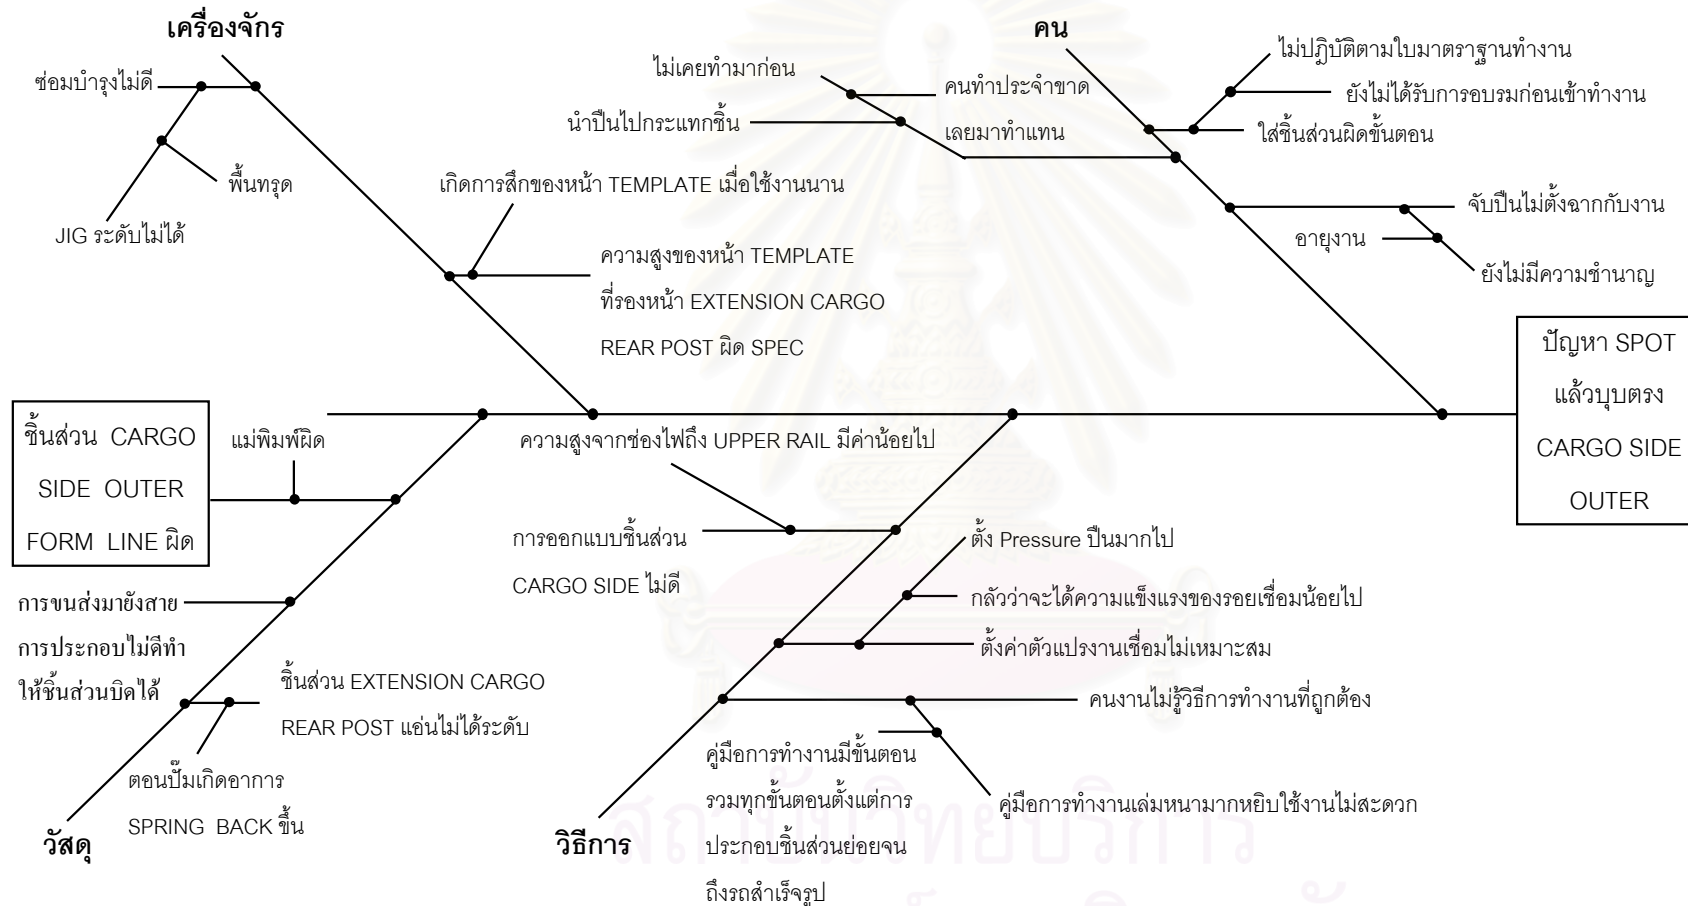 เครื่องจักร
คน
ซ่อมบำรุงไม่ดี
พื้นทรุด
JIG ระดับไม่ได้
เกิดการสึกของหน้า TEMPLATE เมื่อใช้งานนาน
ความสูงของหน้า TEMPLATE
ที่รองหน้า EXTENSION CARGO
REAR POST ผิด SPEC
ไม่เคยทำมาก่อน
คนทำประจำขาด
นำปืนไปกระแทกชิ้น
เลยมาทำแทน
ไม่ปฏิบัติตามใบมาตราฐานทำงาน
ยังไม่ได้รับการอบรมก่อนเข้าทำงาน
ใส่ชิ้นส่วนผิดขั้นตอน
จับปืนไม่ตั้งฉากกับงาน
อายุงาน
ยังไม่มีความชำนาญ
ปัญหา SPOT
แล้วบุบตรง
CARGO SIDE
OUTER
ชิ้นส่วน CARGO
SIDE OUTER
FORM LINE ผิด
แม่พิมพ์ผิด
การขนส่งมายังสาย
การประกอบไม่ดีทำ
ให้ชิ้นส่วนบิดได้
ชิ้นส่วน EXTENSION CARGO
REAR POST แอ่นไม่ได้ระดับ
ตอนปั๊มเกิดอาการ
SPRING BACK ขึ้น
วัสดุ
ความสูงจากช่องไฟถึง UPPER RAIL มีค่าน้อยไป
การออกแบบชิ้นส่วน
CARGO SIDE ไม่ดี
ตั้ง Pressure ปืนมากไป
กลัวว่าจะได้ความแข็งแรงของรอยเชื่อมน้อยไป
ตั้งค่าตัวแปรงานเชื่อมไม่เหมาะสม
คนงานไม่รู้วิธีการทำงานที่ถูกต้อง
คู่มือการทำงานมีขั้นตอน
รวมทุกขั้นตอนตั้งแต่การ
ประกอบชิ้นส่วนย่อยจน
ถึงรถสำเร็จรูป
คู่มือการทำงานเล่มหนามากหยิบใช้งานไม่สะดวก
วิธีการ
สถาบันวิทยบริการ